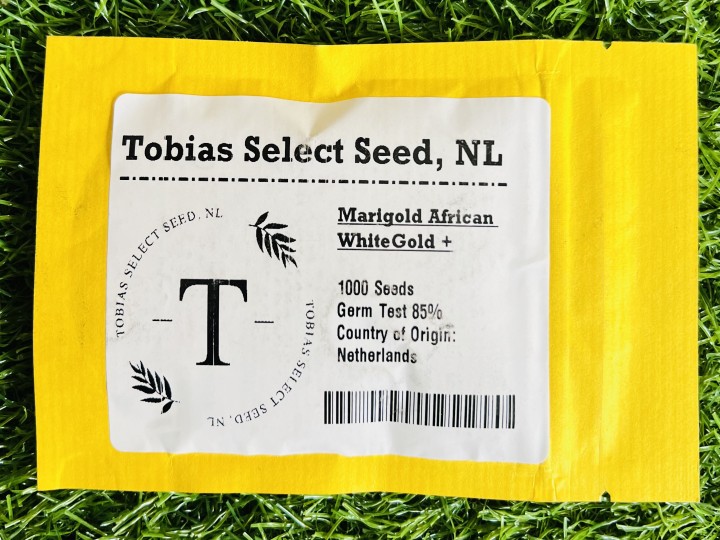 Tobias Select Seed, NL
TOBIAS SELECT SEED, NL
T
TOBIAS SELECT SEED, NL
Marigold African
WhiteGold +
1000 Seeds
Germ Test 85%
Country of Origin:
Netherlands